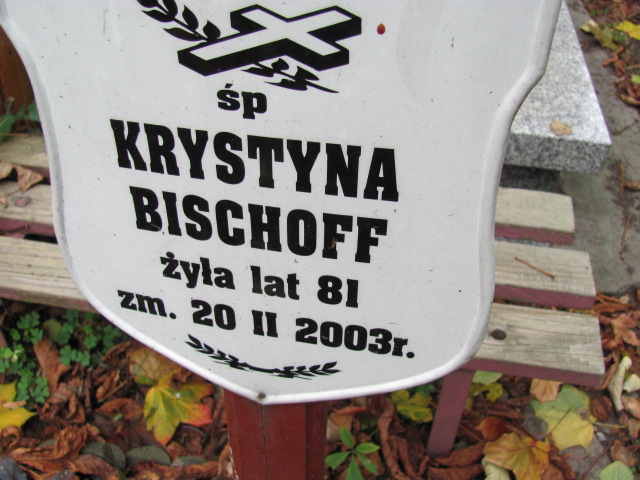 śp
KRYSTYNA
BISCHOFF
żyła lat 81
zm. 20 II 2003r.